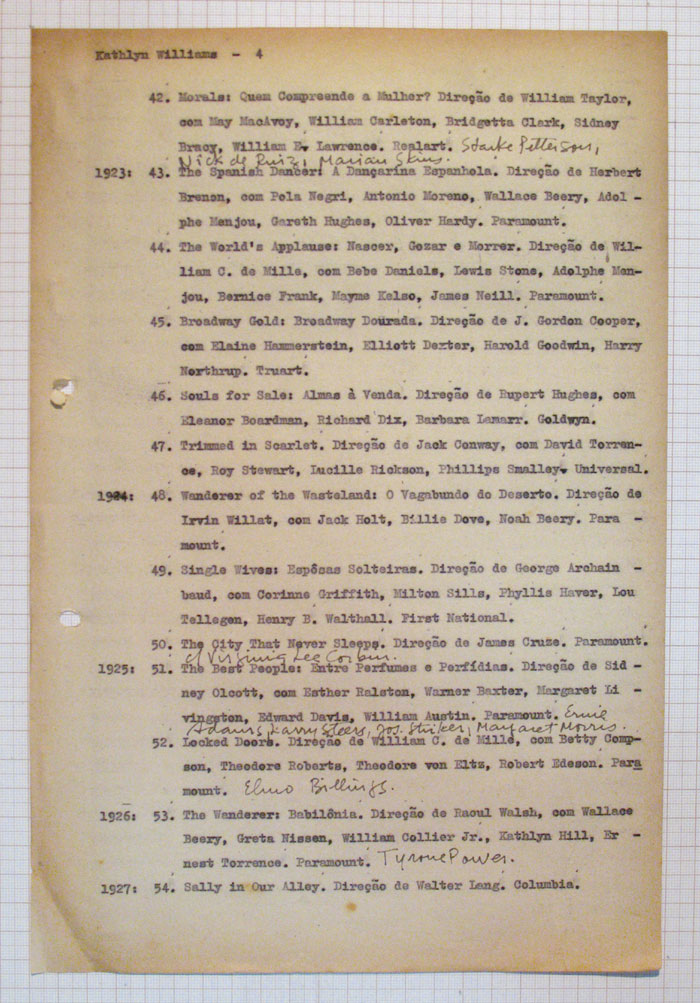 Kathlyn Williams - 4
42. Morals: Quem Compreende a Mulher? Direção de William Taylor,
com May MacAvoy, William Carleton, Bridgetta Clark, Sidney
Bracy, William E. Lawrence. Realart. Starke Patterson,
Nick de Ruiz, Marian Skins.
1923: 43. The Spanish Dancer: A Dançarina Espanhola. Direção de Herbert
Brenon, com Pola Negri, Antonio Moreno, Wallace Beery, Adol -
phe Menjou, Gareth Hughes, Oliver Hardy. Paramount.
44. The World's Applause: Nascer, Gozar e Morrer. Direção de Wil-
liam C. de Mille, com Bebe Daniels, Lewis Stone, Adolphe Men-
jou, Bernice Frank, Mayme Kelso, James Neill. Paramount.
45. Broadway Gold: Broadway Dourada. Direção de J. Gordon Cooper,
com Elaine Hammerstein, Elliott Dexter, Harold Goodwin, Harry
Northrup. Truart.
46. Souls for Sale: Almas à Venda. Direção de Rupert Hughes, com
Eleanor Boardman, Richard Dix, Barbara Lamarr. Goldwyn.
47. Trimmed in Scarlet. Direção de Jack Conway, com David Torren-
ce, Roy Stewart, Lucille Rickson, Phillips Smalley. Universal.
1924: 48. Wanderer of the Wasteland: O Vagabundo do Deserto. Direção de
Irvin Willat, com Jack Holt, Billie Dove, Noah Beery. Para -
mount.
49. Single Wives: Espôsas Solteiras. Direção de George Archain -
baud, com Corinne Griffith, Milton Sills, Phyllis Haver, Lou
Tellegen, Henry B. Walthall. First National.
50. The City That Never Sleeps. Direção de James Cruze. Paramount.
c/ Virginia Lee Corbin.
1925: 51. The Best People: Entre Perfumes e Perfídias. Direção de Sid -
ney Olcott, com Esther Ralston, Warner Baxter, Margaret Li -
vingston, Edward Davis, William Austin. Paramount. Ernie
Adams, Larry Steers, Jos. Striker, Margaret Morris.
52. Locked Doors. Direção de William C. de Mille, com Betty Comp-
son, Theodore Roberts, Theodore von Eltz, Robert Edeson. Para
mount. Elmo Billings.
1926: 53. The Wanderer: Babilônia. Direção de Raoul Walsh, com Wallace
Beery, Greta Nissen, William Collier Jr., Kathlyn Hill, Er -
nest Torrence. Paramount. Tyrone Power.
1927: 54. Sally in Our Alley. Direção de Walter Lang. Columbia.